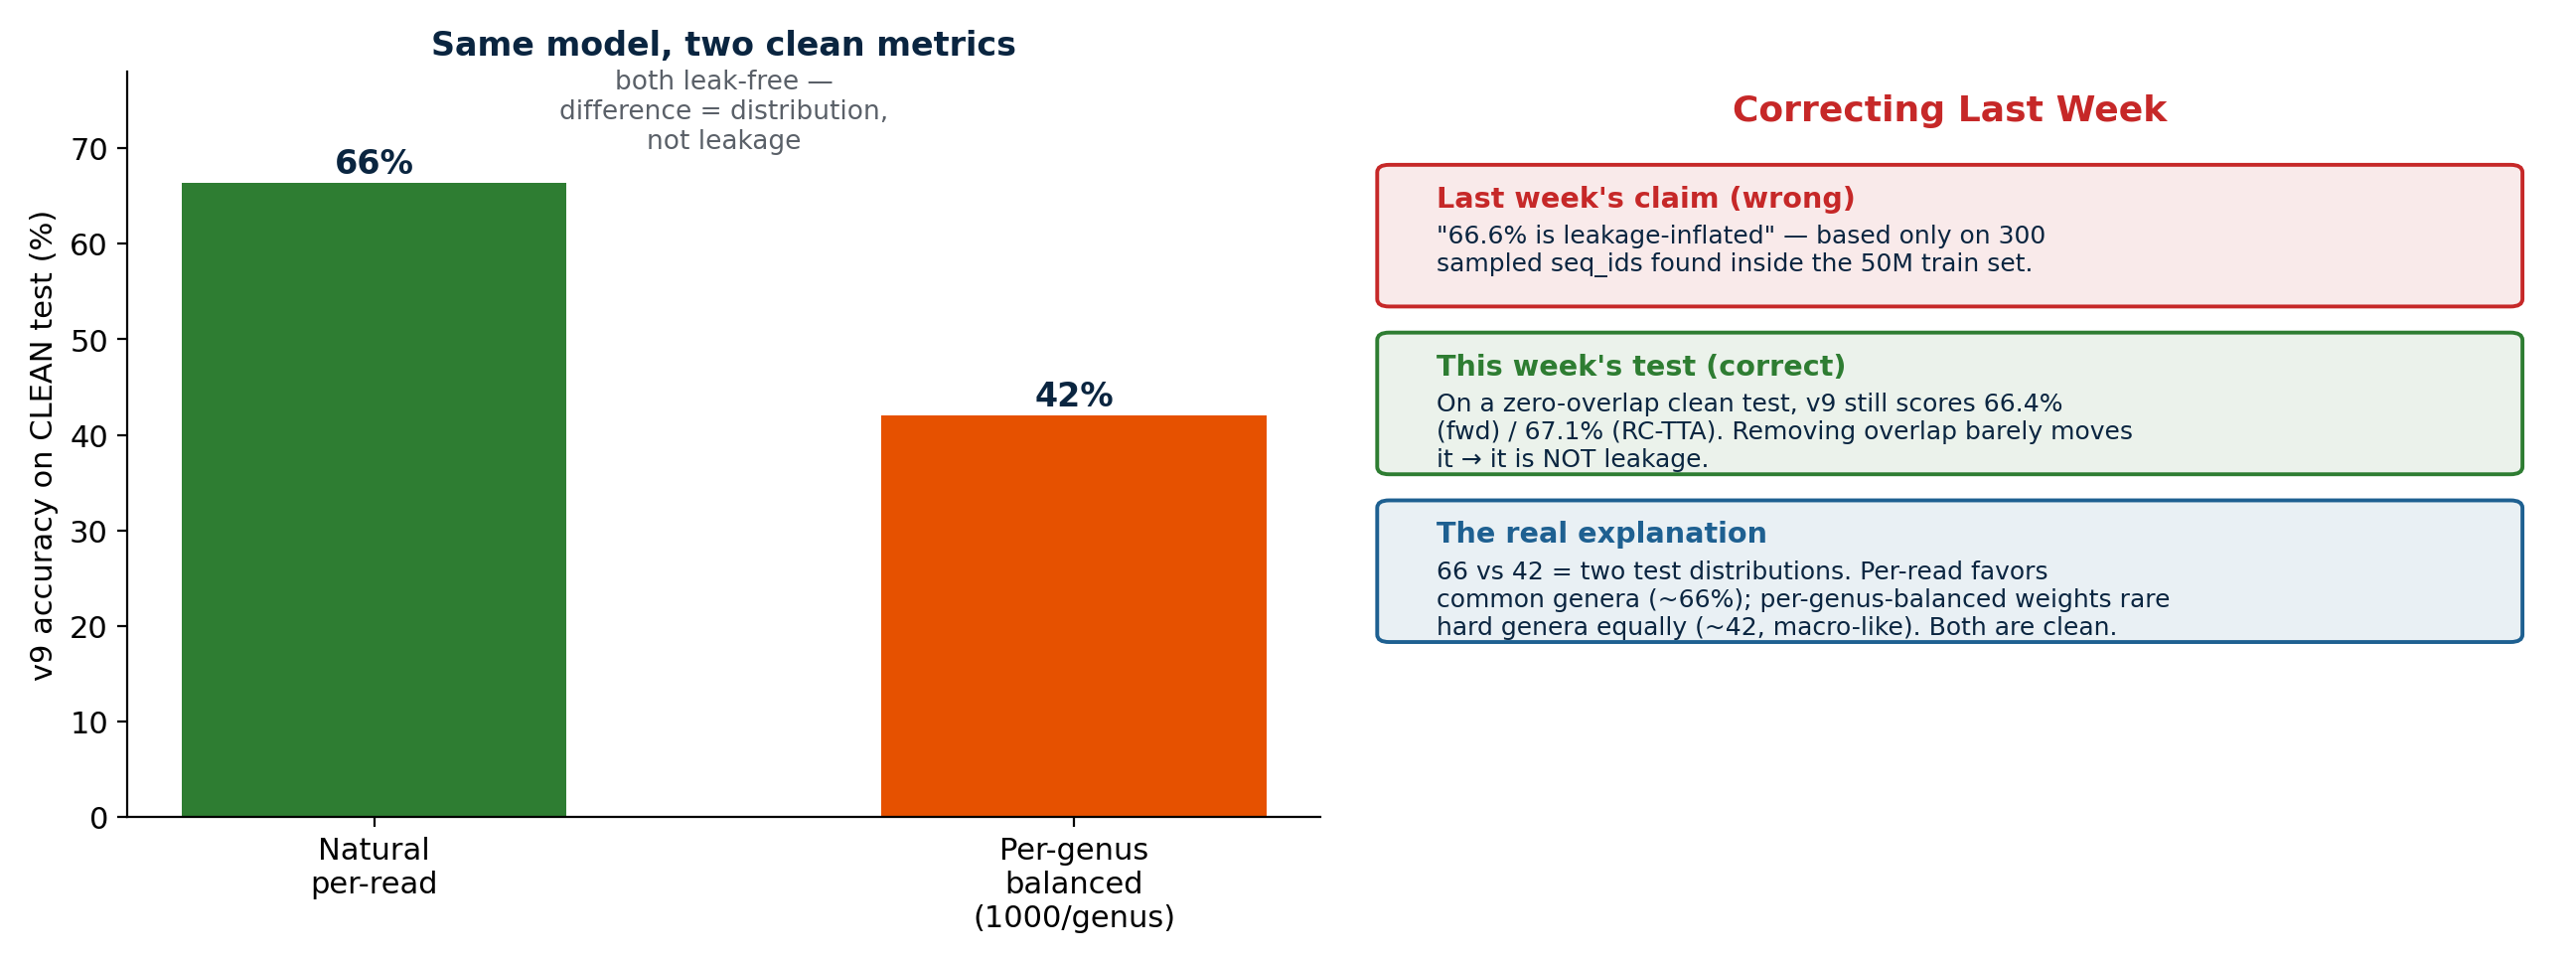 Same model, two clean metrics
both leak-free —
difference = distribution,
not leakage
v9 accuracy on CLEAN test (%)
70
60
50
40
30
20
10
0
66%
42%
Natural
per-read
Per-genus
balanced
(1000/genus)
Correcting Last Week
Last week's claim (wrong)
"66.6% is leakage-inflated" — based only on 300
sampled seq_ids found inside the 50M train set.
This week's test (correct)
On a zero-overlap clean test, v9 still scores 66.4%
(fwd) / 67.1% (RC-TTA). Removing overlap barely moves
it → it is NOT leakage.
The real explanation
66 vs 42 = two test distributions. Per-read favors
common genera (~66%); per-genus-balanced weights rare
hard genera equally (~42, macro-like). Both are clean.